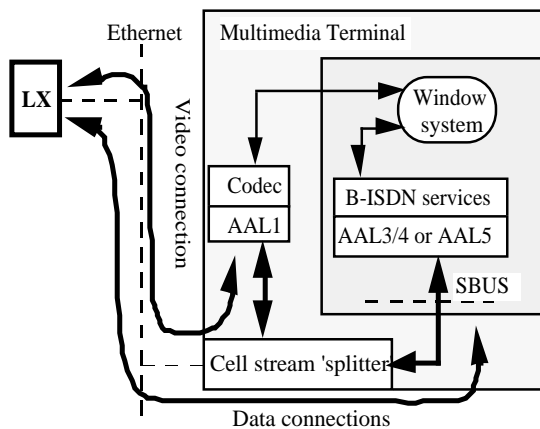 Ethernet
Multimedia Terminal
LX
Video connection
Window
system
Codec
AAL1
B-ISDN services
AAL3/4 or AAL5
SBUS
Cell stream 'splitter'
Data connections